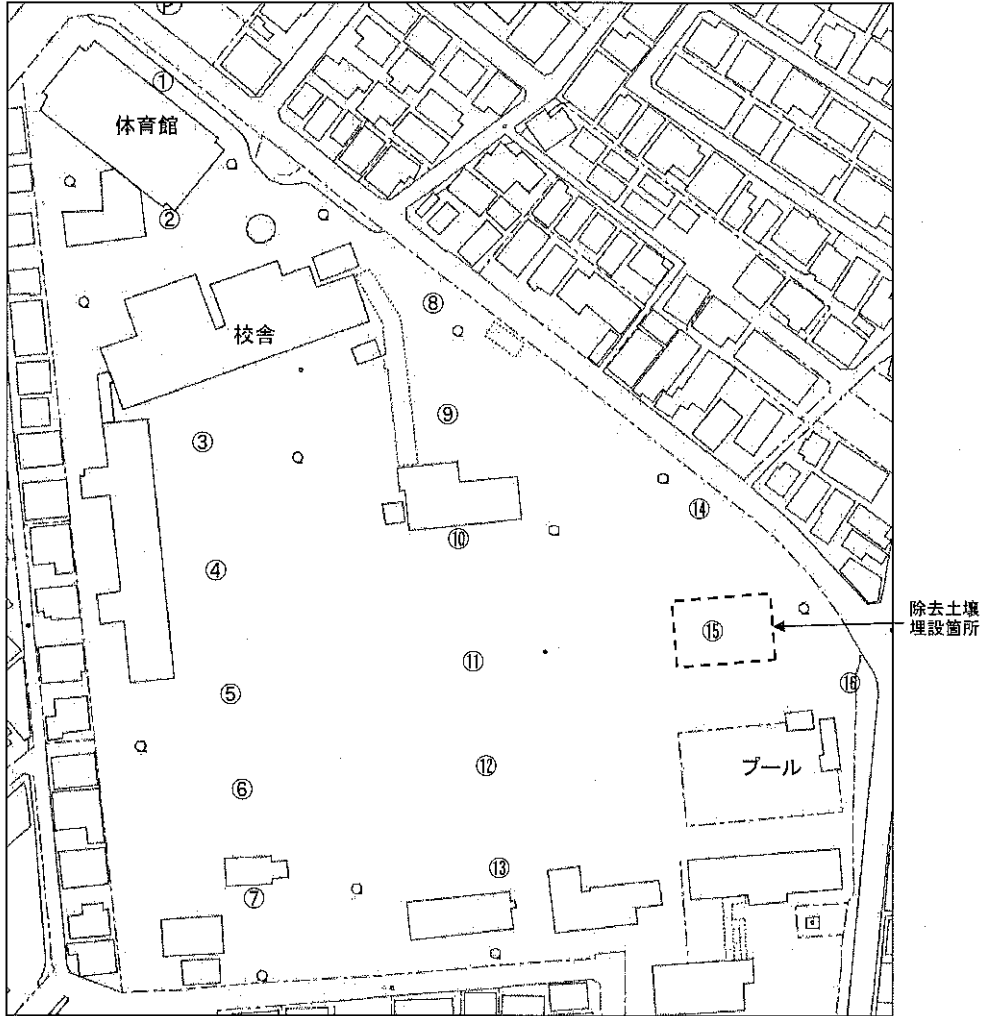 P
①
体育館
②
⑧
校舎
⑨
③
⑭
⑩
④
除去土壌
埋設箇所
⑮
⑪
⑤
⑯
⑫
プール
⑥
⑬
⑦